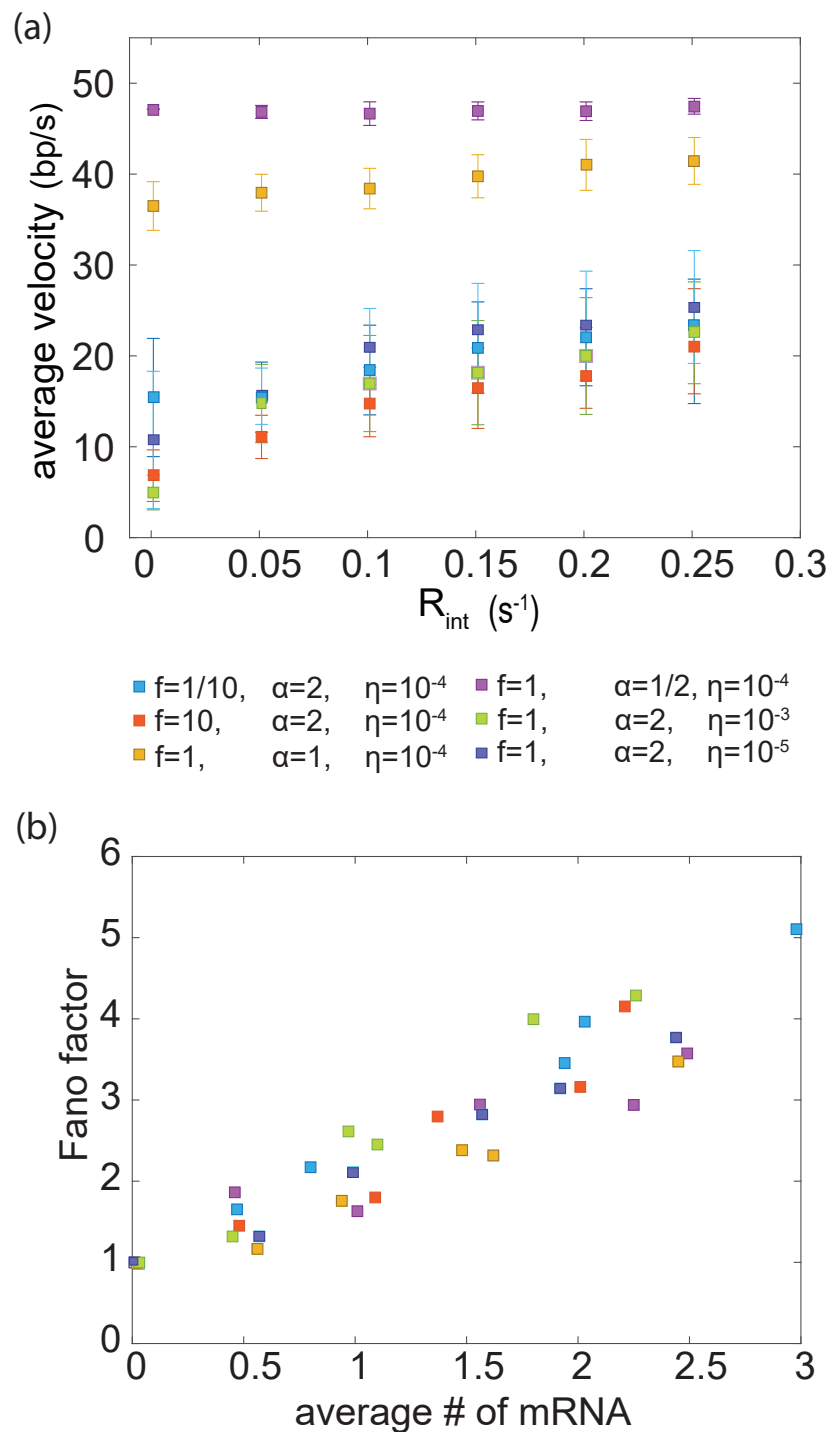 (a)
50
40
30
20
10
0
average velocity (bp/s)
0 0.05 0.1 0.15 0.2 0.25 0.3
R_int (s⁻¹)
f=1/10, α=2, η=10⁻⁴ f=1, α=1/2, η=10⁻⁴
f=10, α=2, η=10⁻⁴ f=1, α=2, η=10⁻³
f=1, α=1, η=10⁻⁴ f=1, α=2, η=10⁻⁵
(b)
6
5
4
3
2
1
0
Fano factor
0 0.5 1 1.5 2 2.5 3
average # of mRNA